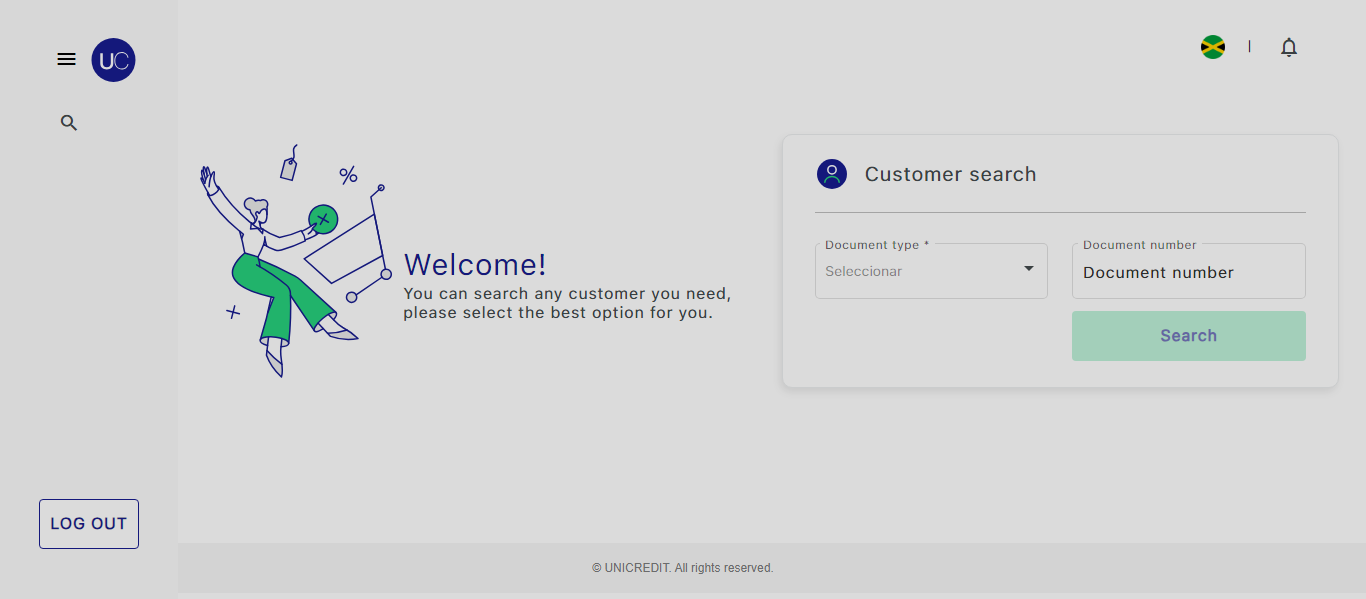 UC
Customer search
Document type *
Seleccionar
Document number
Document number
Search
Welcome!
You can search any customer you need,
please select the best option for you.
LOG OUT
© UNICREDIT. All rights reserved.